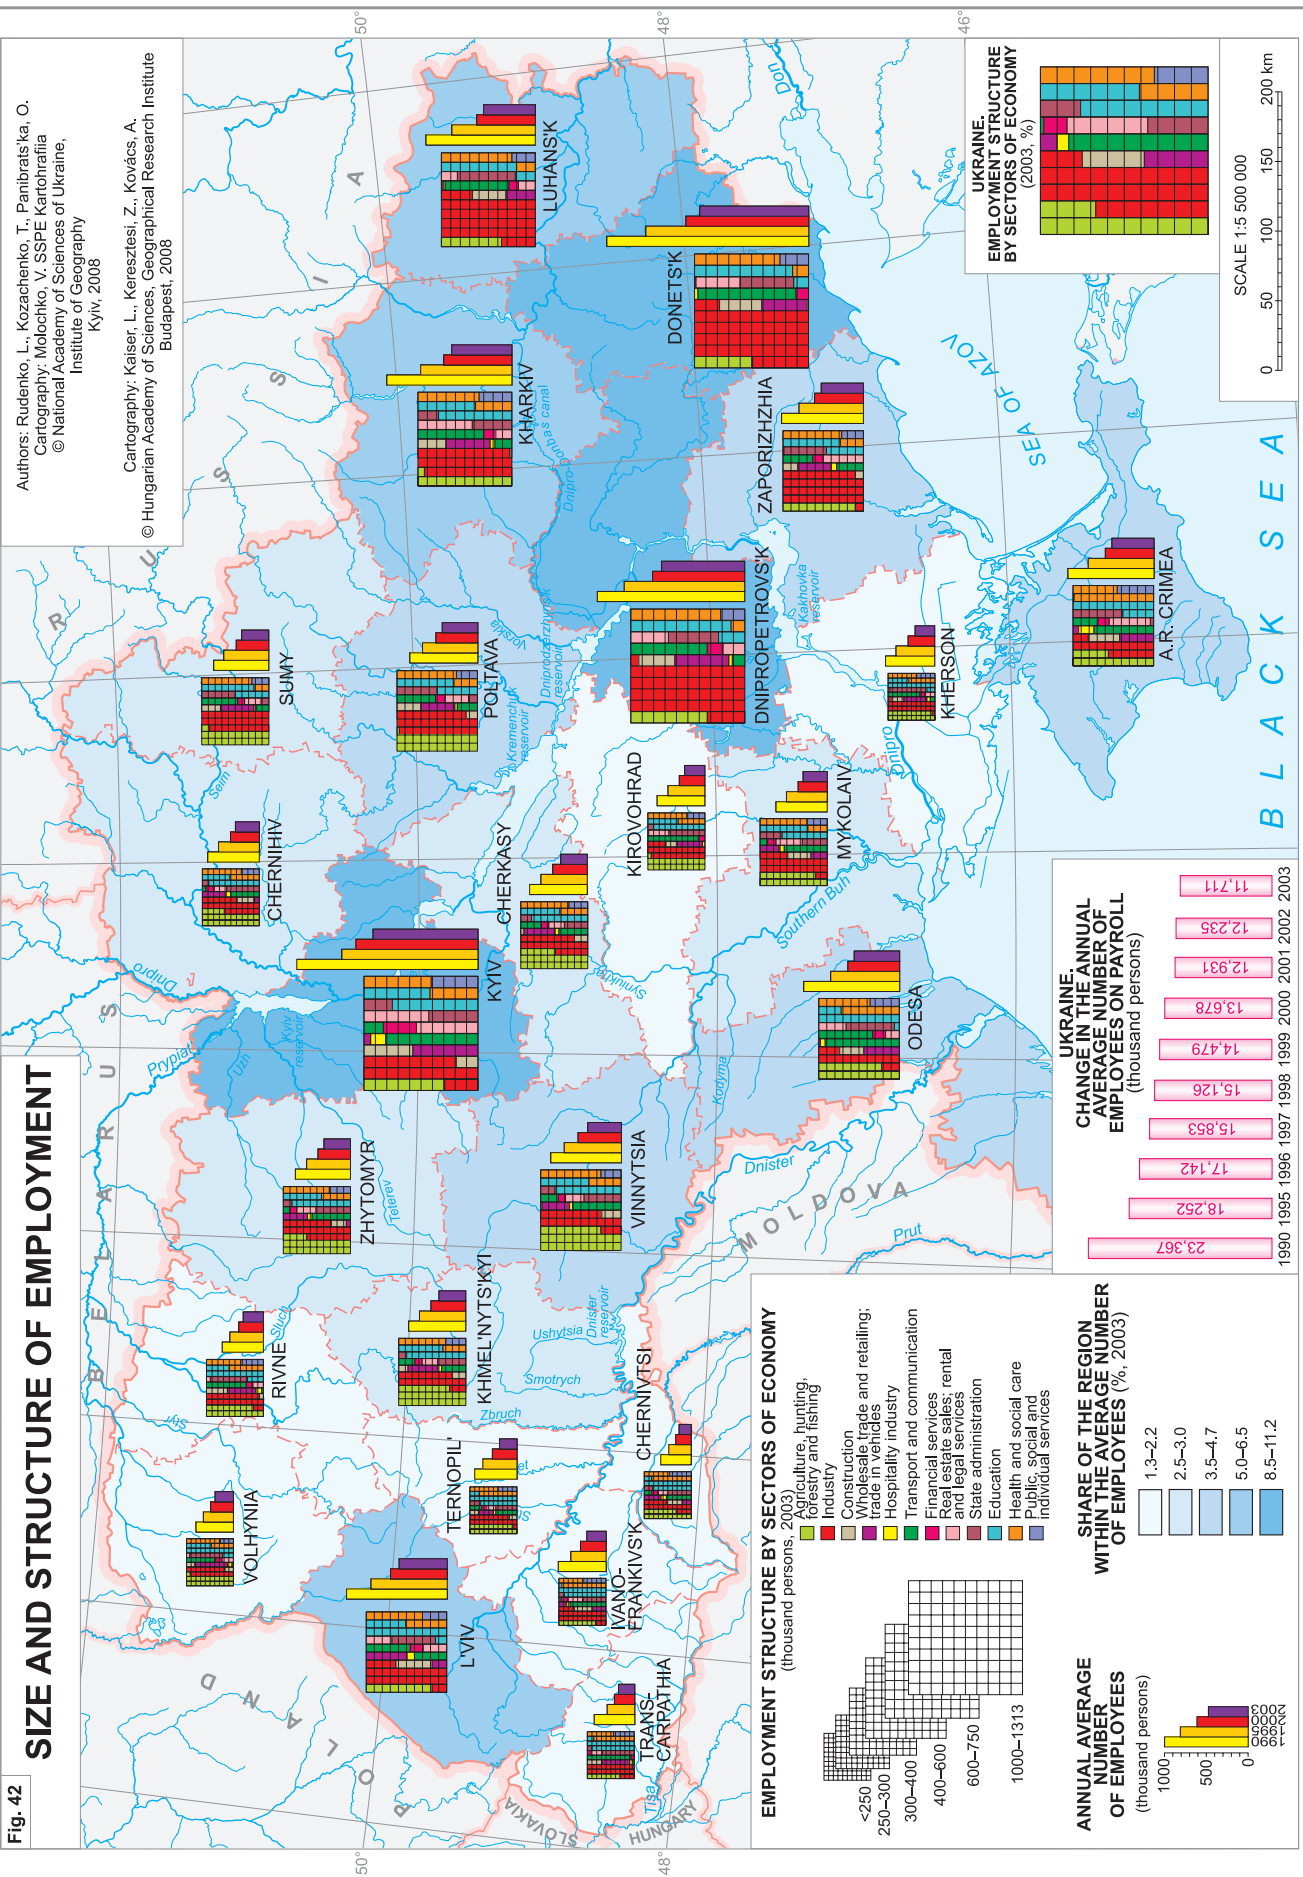 Fig. 42
SIZE AND STRUCTURE OF EMPLOYMENT
Authors: Rudenko, L., Kozachenko, T., Panibrats'ka, O.
Cartography: Molochko, V. SSPE Kartohrafiia
© National Academy of Sciences of Ukraine,
Institute of Geography
Kyiv, 2008
Cartography: Kaiser, L., Keresztesi, Z., Kovács, A.
© Hungarian Academy of Sciences, Geographical Research Institute
Budapest, 2008
50°
48°
46°
50°
48°
POLAND
BELARUS
RUSSIA
SLOVAKIA
HUNGARY
MOLDOVA
VOLHYNIA
RIVNE
ZHYTOMYR
KYIV
CHERNIHIV
SUMY
L'VIV
TERNOPIL'
KHMEL'NYTS'KYI
VINNYTSIA
CHERKASY
POLTAVA
KHARKIV
LUHANS'K
TRANS-
CARPATHIA
IVANO-
FRANKIVS'K
CHERNIVTSI
KIROVOHRAD
DNIPROPETROVS'K
DONETS'K
ZAPORIZHZHIA
MYKOLAIV
ODESA
KHERSON
A.R. CRIMEA
Styr
Sluch
Prypiat
Uzh
Kyiv
reservoir
Dnipro
Seim
Teterev
Zbruch
Smotrych
Ushytsia
Dnister
reservoir
Dnister
Prut
Tisa
Kodyma
Syniukha
Southern Buh
Kremenchuk
reservoir
Vorskla
Dniprodzerzhyns'k
reservoir
Dnipro-Donbas canal
Kakhovka
reservoir
Dnipro
Don
SEA OF AZOV
BLACK SEA
UKRAINE.
EMPLOYMENT STRUCTURE
BY SECTORS OF ECONOMY
(2003, %)
SCALE 1:5 500 000
0 50 100 150 200 km
EMPLOYMENT STRUCTURE BY SECTORS OF ECONOMY
(thousand persons, 2003)
<250
250–300
300–400
400–600
600–750
1000–1313
Agriculture, hunting,
forestry and fishing
Industry
Construction
Wholesale trade and retailing;
trade in vehicles
Hospitality industry
Transport and communication
Financial services
Real estate sales; rental
and legal services
State administration
Education
Health and social care
Public, social and
individual services
ANNUAL AVERAGE
NUMBER
OF EMPLOYEES
(thousand persons)
1000
500
0
1990
1995
2000
2003
SHARE OF THE REGION
WITHIN THE AVERAGE NUMBER
OF EMPLOYEES (%, 2003)
1.3–2.2
2.5–3.0
3.5–4.7
5.0–6.5
8.5–11.2
UKRAINE.
CHANGE IN THE ANNUAL
AVERAGE NUMBER OF
EMPLOYEES ON PAYROLL
(thousand persons)
23,367
18,252
17,142
15,853
15,126
14,479
13,678
12,931
12,235
11,711
1990 1995 1996 1997 1998 1999 2000 2001 2002 2003